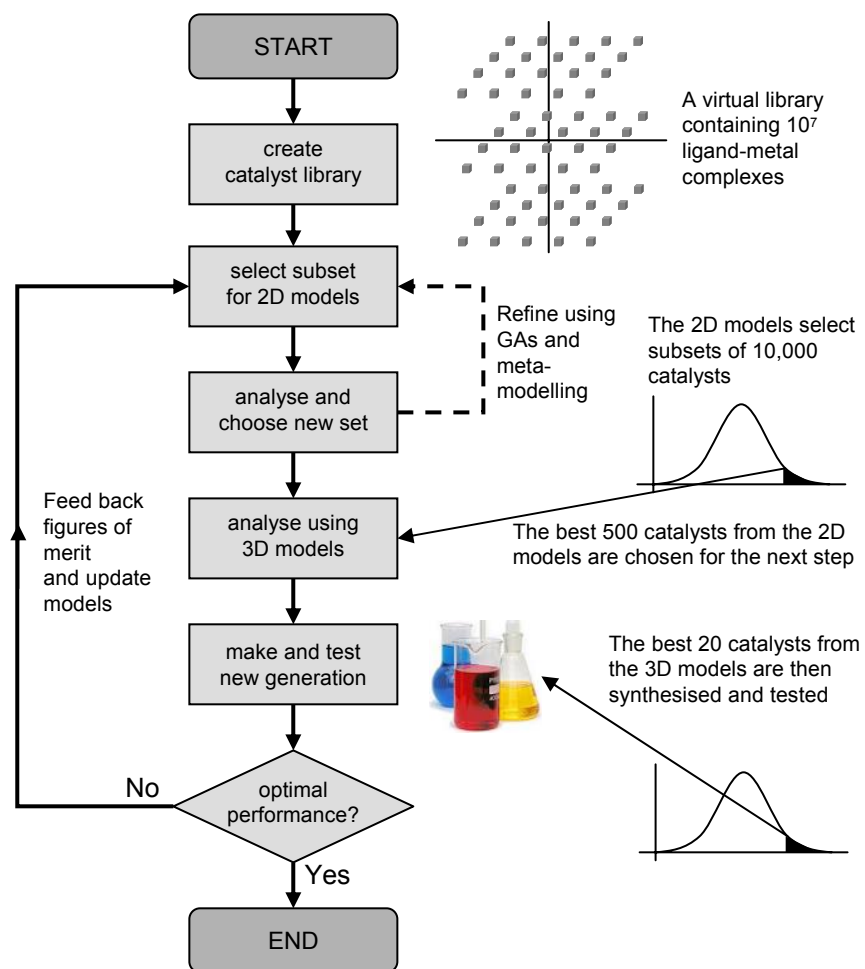 START
create
catalyst library
A virtual library
containing 10⁷
ligand-metal
complexes
select subset
for 2D models
Refine using
GAs and
meta-
modelling
The 2D models select
subsets of 10,000
catalysts
analyse and
choose new set
Feed back
figures of
merit
and update
models
analyse using
3D models
The best 500 catalysts from the 2D
models are chosen for the next step
make and test
new generation
The best 20 catalysts from
the 3D models are then
synthesised and tested
No
optimal
performance?
Yes
END